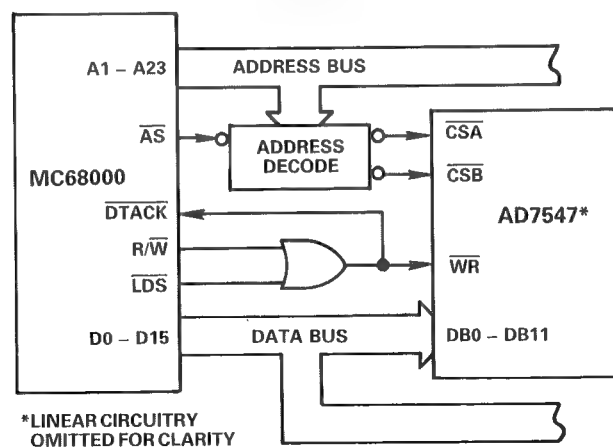 A1 – A23
ADDRESS BUS
AS
ADDRESS
DECODE
CSA
CSB
MC68000
AD7547*
DTACK
R/W
WR
LDS
D0 – D15
DATA BUS
DB0 – DB11
*LINEAR CIRCUITRY
OMITTED FOR CLARITY